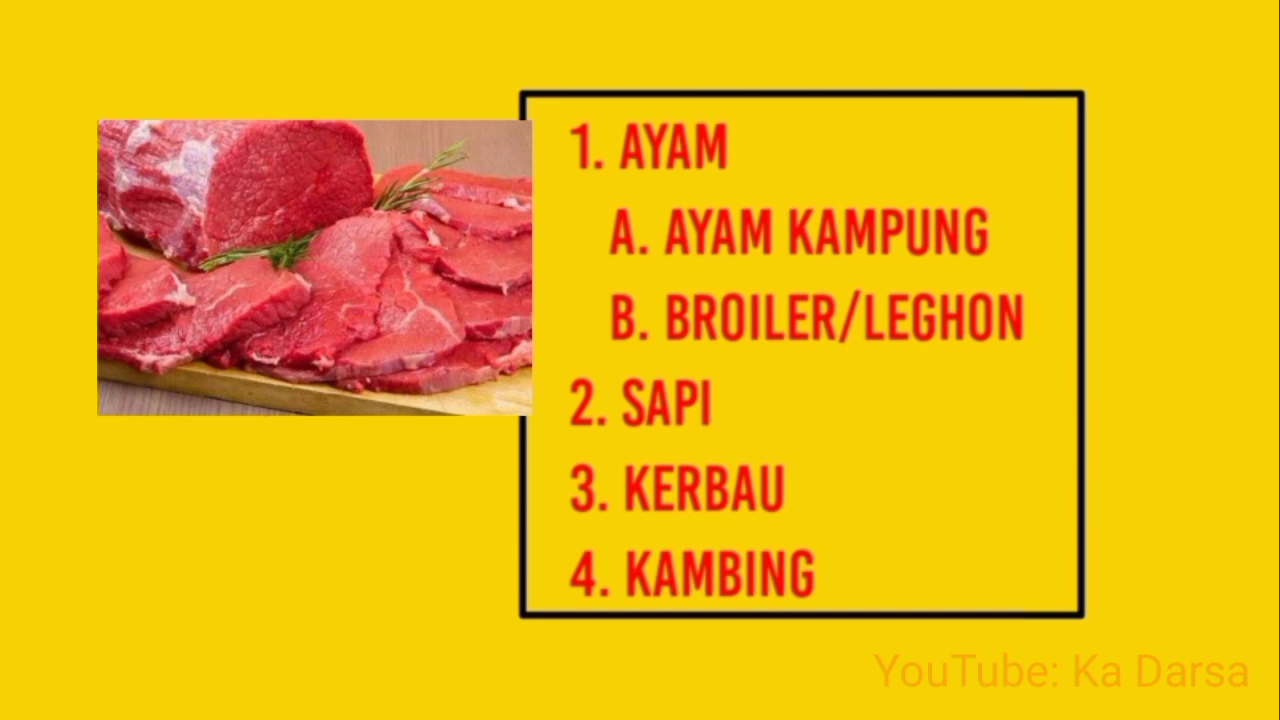 1. AYAM
A. AYAM KAMPUNG
B. BROILER/LEGHON
2. SAPI
3. KERBAU
4. KAMBING
YouTube: Ka Darsa